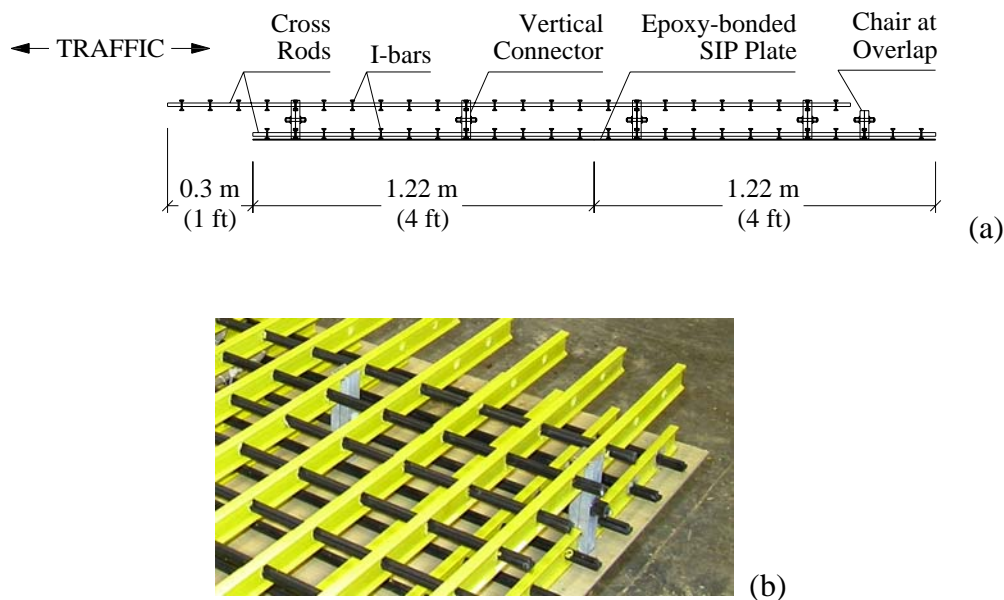 TRAFFIC
Cross
Rods
I-bars
Vertical
Connector
Epoxy-bonded
SIP Plate
Chair at
Overlap
0.3 m
(1 ft)
1.22 m
(4 ft)
1.22 m
(4 ft)
(a)
(b)